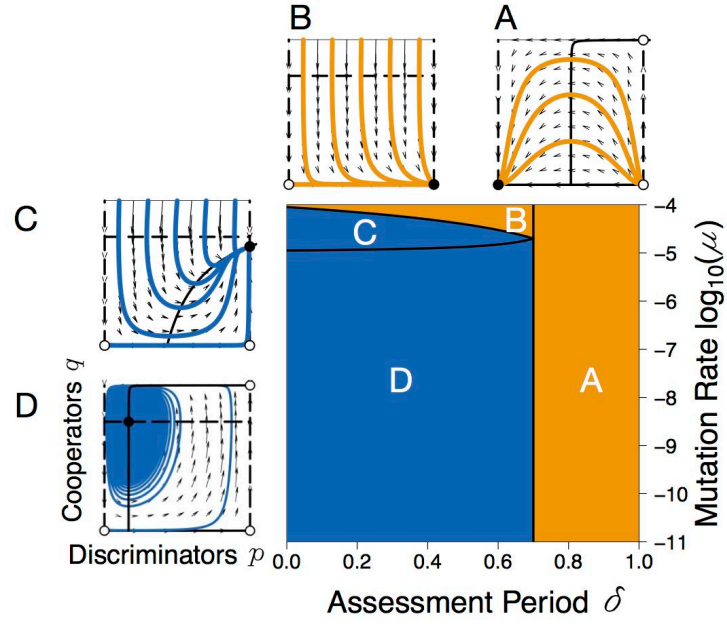 B
A
C
D
Cooperators q
Discriminators p
C
B
D
A
-4
-5
-6
-7
-8
-9
-10
-11
Mutation Rate log10(μ)
0.0
0.2
0.4
0.6
0.8
1.0
Assessment Period δ